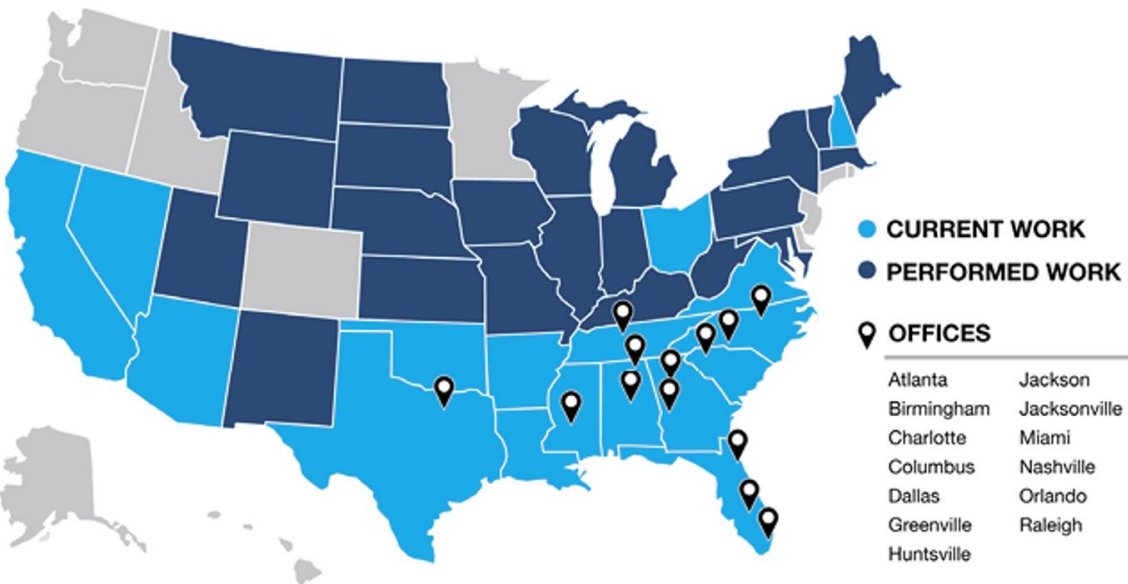 CURRENT WORK
PERFORMED WORK
OFFICES
Atlanta
Birmingham
Charlotte
Columbus
Dallas
Greenville
Huntsville
Jackson
Jacksonville
Miami
Nashville
Orlando
Raleigh